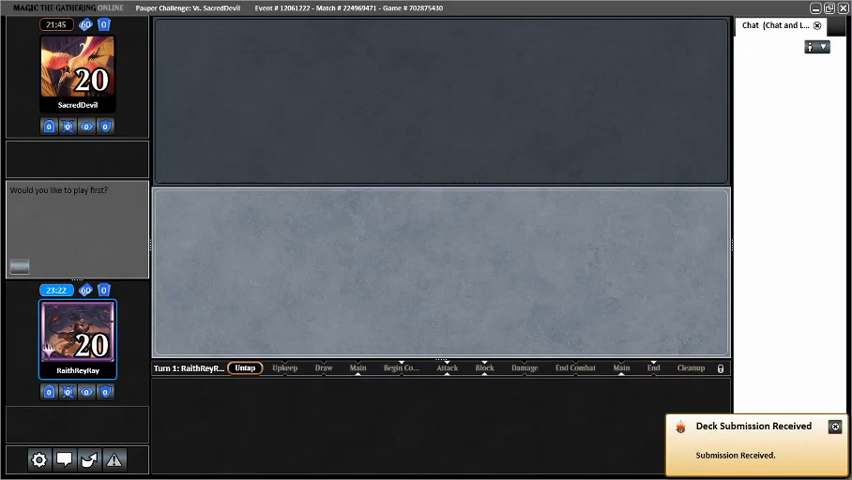 MAGIC THE GATHERING ONLINE Pauper Challenge: Vs. SacredDevil Event # 12061222 - Match # 224969471 - Game # 702875430
21:45 60 0
Chat (Chat and L...
20
SacredDevil
0 0 0 0
Would you like to play first?
23:22 60 0
20
RaithReyRay
Turn 1: RaithReyR... Untap Upkeep Draw Main Begin Co... Attack Block Damage End Combat Main End Cleanup
0 0 0 0
Deck Submission Received
Submission Received.